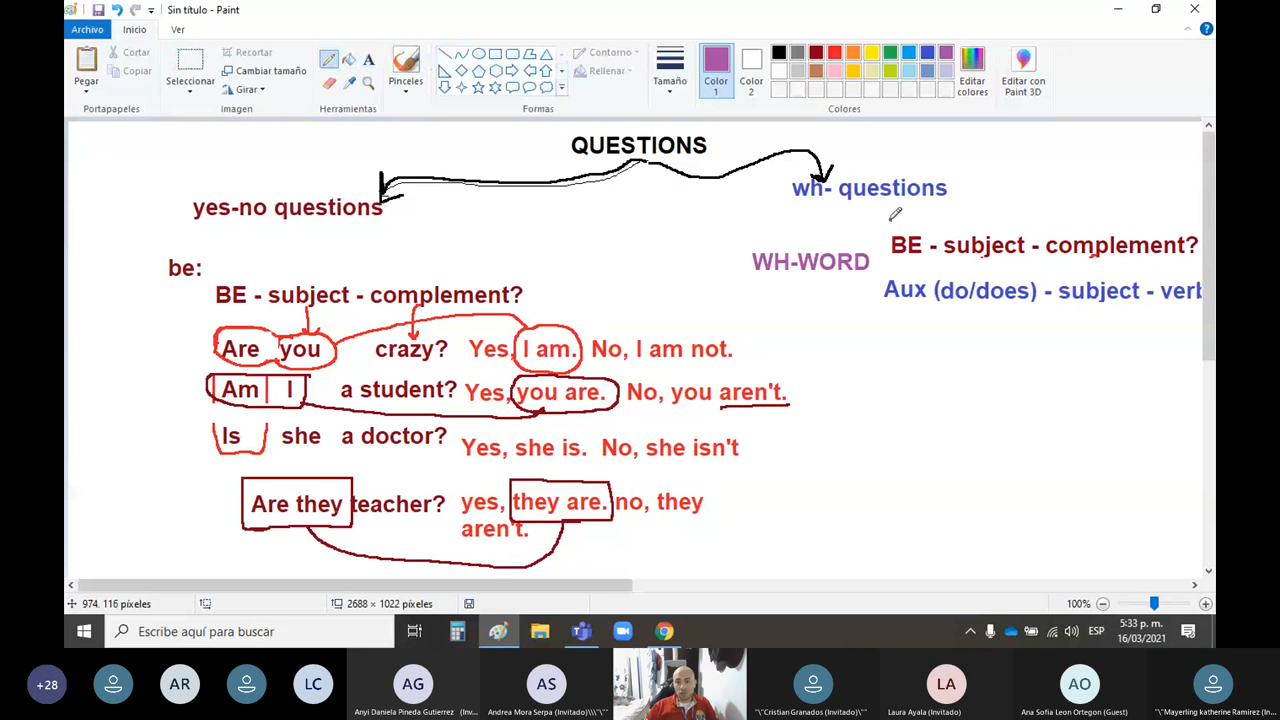 Sin título - Paint
Archivo Inicio Ver
Pegar
Cortar
Copiar
Portapapeles
Seleccionar
Recortar
Cambiar tamaño
Girar
Imagen
A
Herramientas
Pinceles
Contorno
Rellenar
Formas
Tamaño
Color 1
Color 2
Editar colores
Colores
Editar con Paint 3D
QUESTIONS
yes-no questions
wh- questions
be:
WH-WORD
BE - subject - complement?
Aux (do/does) - subject - verb
BE - subject - complement?
Are you crazy? Yes, I am. No, I am not.
Am I a student? Yes, you are. No, you aren't.
Is she a doctor? Yes, she is. No, she isn't
Are they teacher? yes, they are. no, they
aren't.
974. 116 píxeles
2688 × 1022 píxeles
100%
Escribe aquí para buscar
ESP
5:33 p. m.
16/03/2021
+28
AR
LC
AG
Anyi Daniela Pineda Gutierrez (Inv...
AS
Andrea Mora Serpa (Invitado)\\\"\"
\"\"Cristian Granados (Invitado)\"\"
LA
Laura Ayala (Invitado)
AO
Ana Sofia Leon Ortegon (Guest)
\"\"Mayerling katherine Ramirez (Inv...